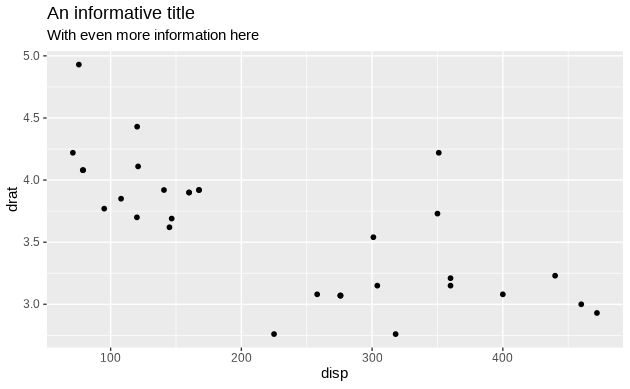 An informative title
With even more information here
5.0
4.5
4.0
3.5
3.0
drat
100 200 300 400
disp